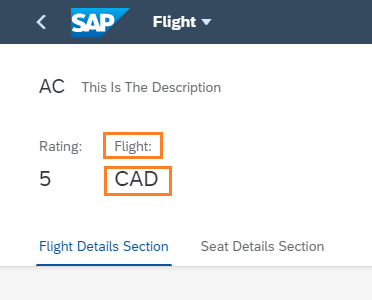 SAP Flight
AC This Is The Description
Rating: Flight:
5 CAD
Flight Details Section Seat Details Section